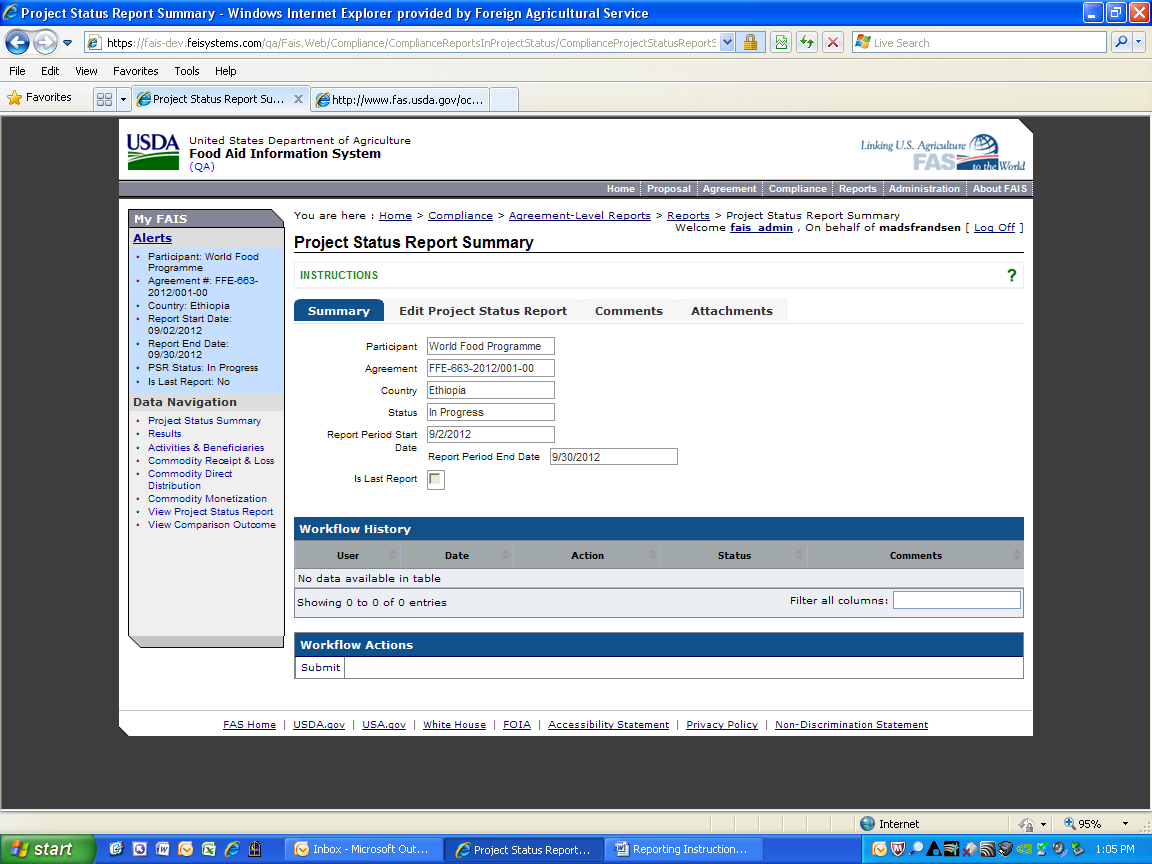 Project Status Report Summary - Windows Internet Explorer provided by Foreign Agricultural Service
https://fais-dev.feisystems.com/qa/Fais.Web/Compliance/ComplianceReportsInProjectStatus/ComplianceProjectStatusReportS
Live Search
File Edit View Favorites Tools Help
Favorites
Project Status Report Su...
http://www.fas.usda.gov/oc...
USDA
United States Department of Agriculture
Food Aid Information System
(QA)
Linking U.S. Agriculture
FAS to the World
Home Proposal Agreement Compliance Reports Administration About FAIS
My FAIS
Alerts
Participant: World Food
Programme
Agreement #: FFE-663-
2012/001-00
Country: Ethiopia
Report Start Date:
09/02/2012
Report End Date:
09/30/2012
PSR Status: In Progress
Is Last Report: No
Data Navigation
Project Status Summary
Results
Activities & Beneficiaries
Commodity Receipt & Loss
Commodity Direct
Distribution
Commodity Monetization
View Project Status Report
View Comparison Outcome
You are here : Home > Compliance > Agreement-Level Reports > Reports > Project Status Report Summary
Welcome fais_admin , On behalf of madsfrandsen [ Log Off ]
Project Status Report Summary
INSTRUCTIONS ?
Summary Edit Project Status Report Comments Attachments
Participant World Food Programme
Agreement FFE-663-2012/001-00
Country Ethiopia
Status In Progress
Report Period Start 9/2/2012
Date
Report Period End Date 9/30/2012
Is Last Report
Workflow History
User Date Action Status Comments
No data available in table
Showing 0 to 0 of 0 entries Filter all columns:
Workflow Actions
Submit
FAS Home | USDA.gov | USA.gov | White House | FOIA | Accessibility Statement | Privacy Policy | Non-Discrimination Statement
Internet 95%
start Inbox - Microsoft Out... Project Status Report... Reporting Instruction... 1:05 PM